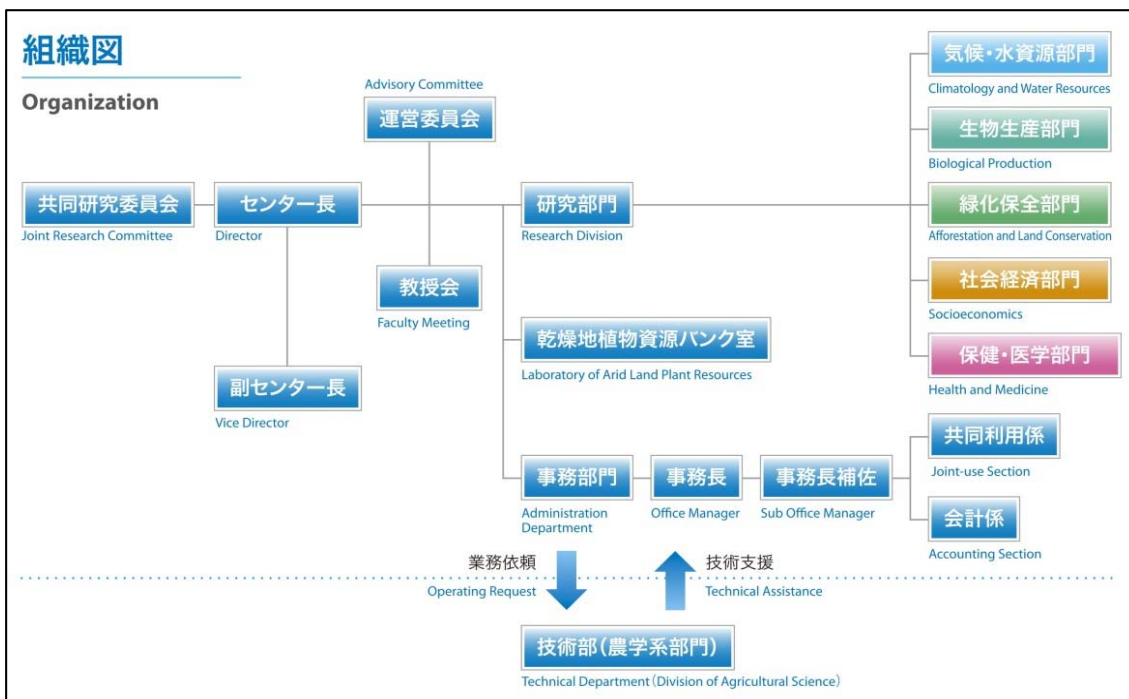 組織図
Organization
Advisory Committee
運営委員会
共同研究委員会
Joint Research Committee
センター長
Director
副センター長
Vice Director
教授会
Faculty Meeting
研究部門
Research Division
気候・水資源部門
Climatology and Water Resources
生物生産部門
Biological Production
緑化保全部門
Afforestation and Land Conservation
社会経済部門
Socioeconomics
保健・医学部門
Health and Medicine
乾燥地植物資源バンク室
Laboratory of Arid Land Plant Resources
事務部門
Administration
Department
事務長
Office Manager
事務長補佐
Sub Office Manager
共同利用係
Joint-use Section
会計係
Accounting Section
業務依頼
Operating Request
技術支援
Technical Assistance
技術部(農学系部門)
Technical Department(Division of Agricultural Science)